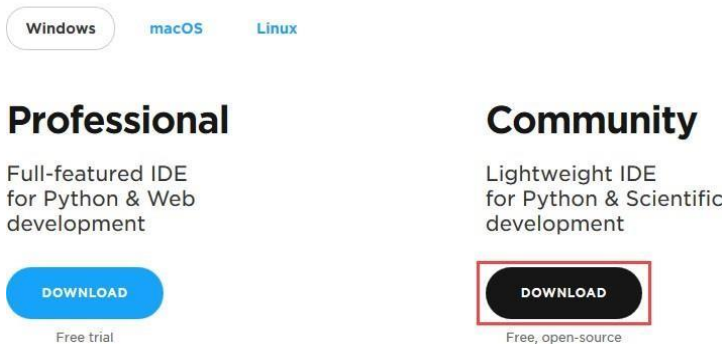 Windows macOS Linux
Professional
Full-featured IDE
for Python & Web
development
DOWNLOAD
Free trial
Community
Lightweight IDE
for Python & Scientific
development
DOWNLOAD
Free, open-source